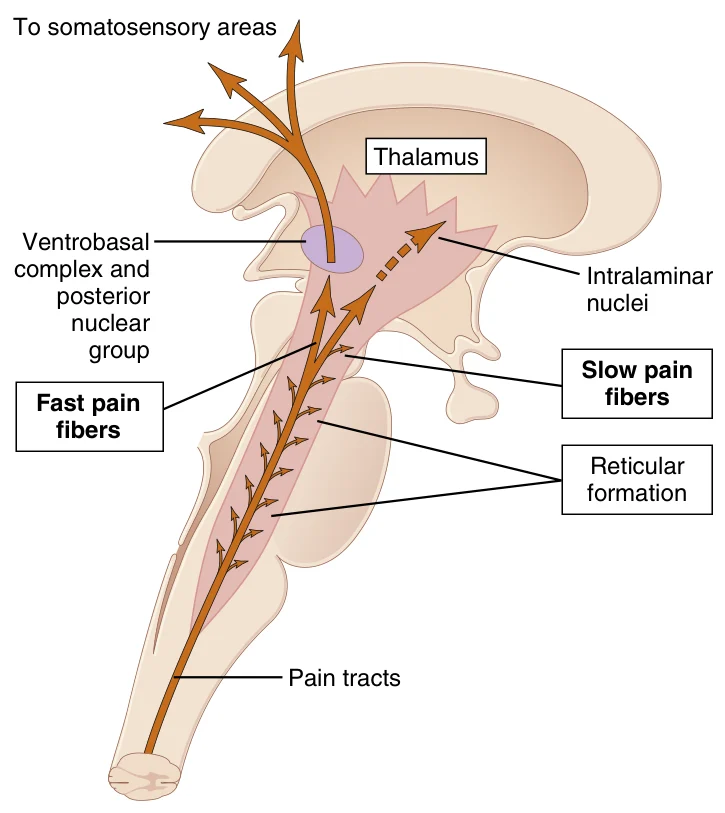 To somatosensory areas
Thalamus
Ventrobasal
complex and
posterior
nuclear
group
Intralaminar
nuclei
Fast pain
fibers
Slow pain
fibers
Reticular
formation
Pain tracts